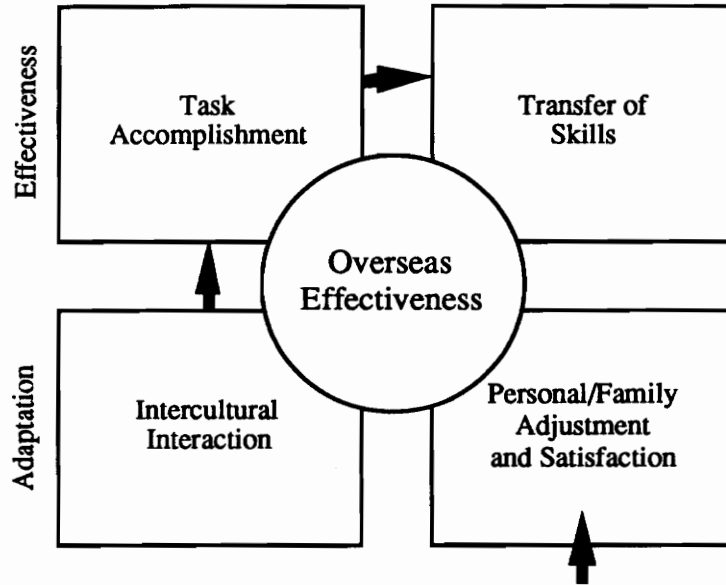 Effectiveness
Task
Accomplishment
Transfer of
Skills
Overseas
Effectiveness
Adaptation
Intercultural
Interaction
Personal/Family
Adjustment
and Satisfaction